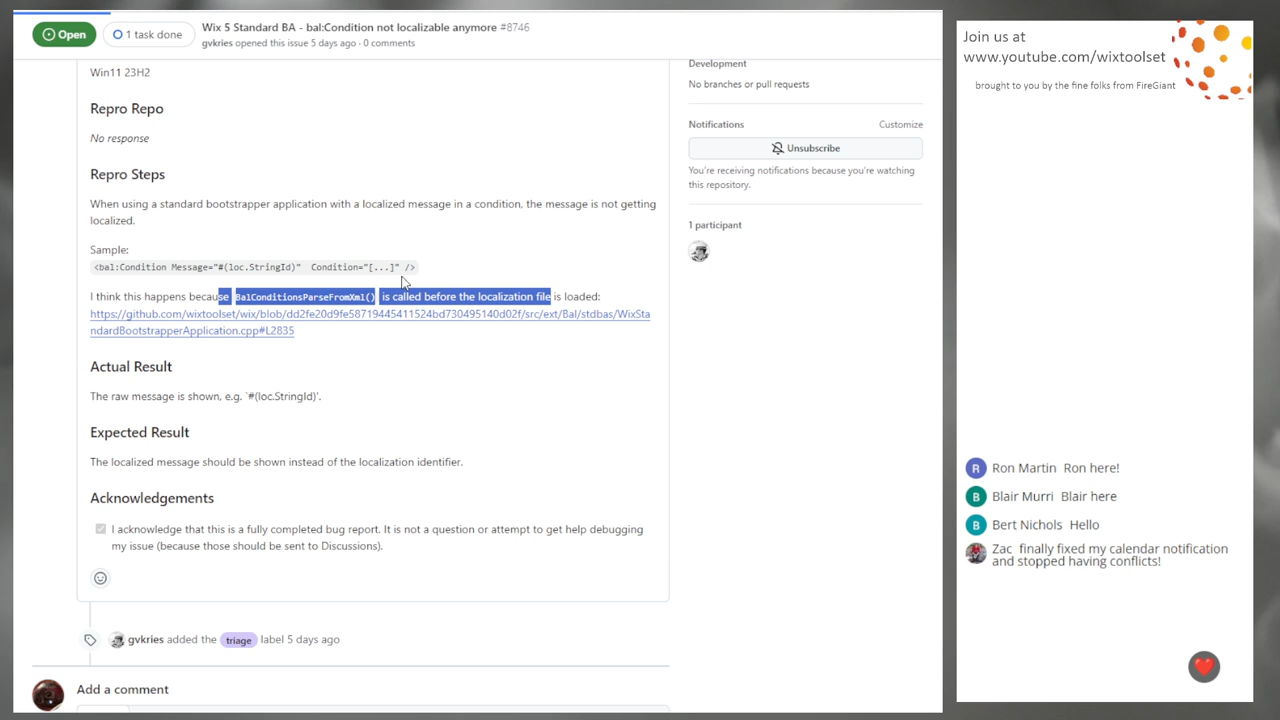 Open
1 task done
Wix 5 Standard BA - bal:Condition not localizable anymore #8746
gvkries opened this issue 5 days ago · 0 comments
Win11 23H2
Repro Repo
No response
Repro Steps
When using a standard bootstrapper application with a localized message in a condition, the message is not getting
localized.
Sample:
<bal:Condition Message="#(loc.StringId)" Condition="[...]" />
I think this happens because BalConditionsParseFromXml() is called before the localization file is loaded:
https://github.com/wixtoolset/wix/blob/dd2fe20d9fe58719445411524bd730495140d02f/src/ext/Bal/stdbas/WixSta
ndardBootstrapperApplication.cpp#L2835
Actual Result
The raw message is shown, e.g. `#(loc.StringId)'.
Expected Result
The localized message should be shown instead of the localization identifier.
Acknowledgements
I acknowledge that this is a fully completed bug report. It is not a question or attempt to get help debugging
my issue (because those should be sent to Discussions).
gvkries added the triage label 5 days ago
Add a comment
Development
No branches or pull requests
Notifications
Customize
Unsubscribe
You're receiving notifications because you're watching
this repository.
1 participant
Join us at
www.youtube.com/wixtoolset
brought to you by the fine folks from FireGiant
R Ron Martin Ron here!
B Blair Murri Blair here
B Bert Nichols Hello
Zac finally fixed my calendar notification
and stopped having conflicts!